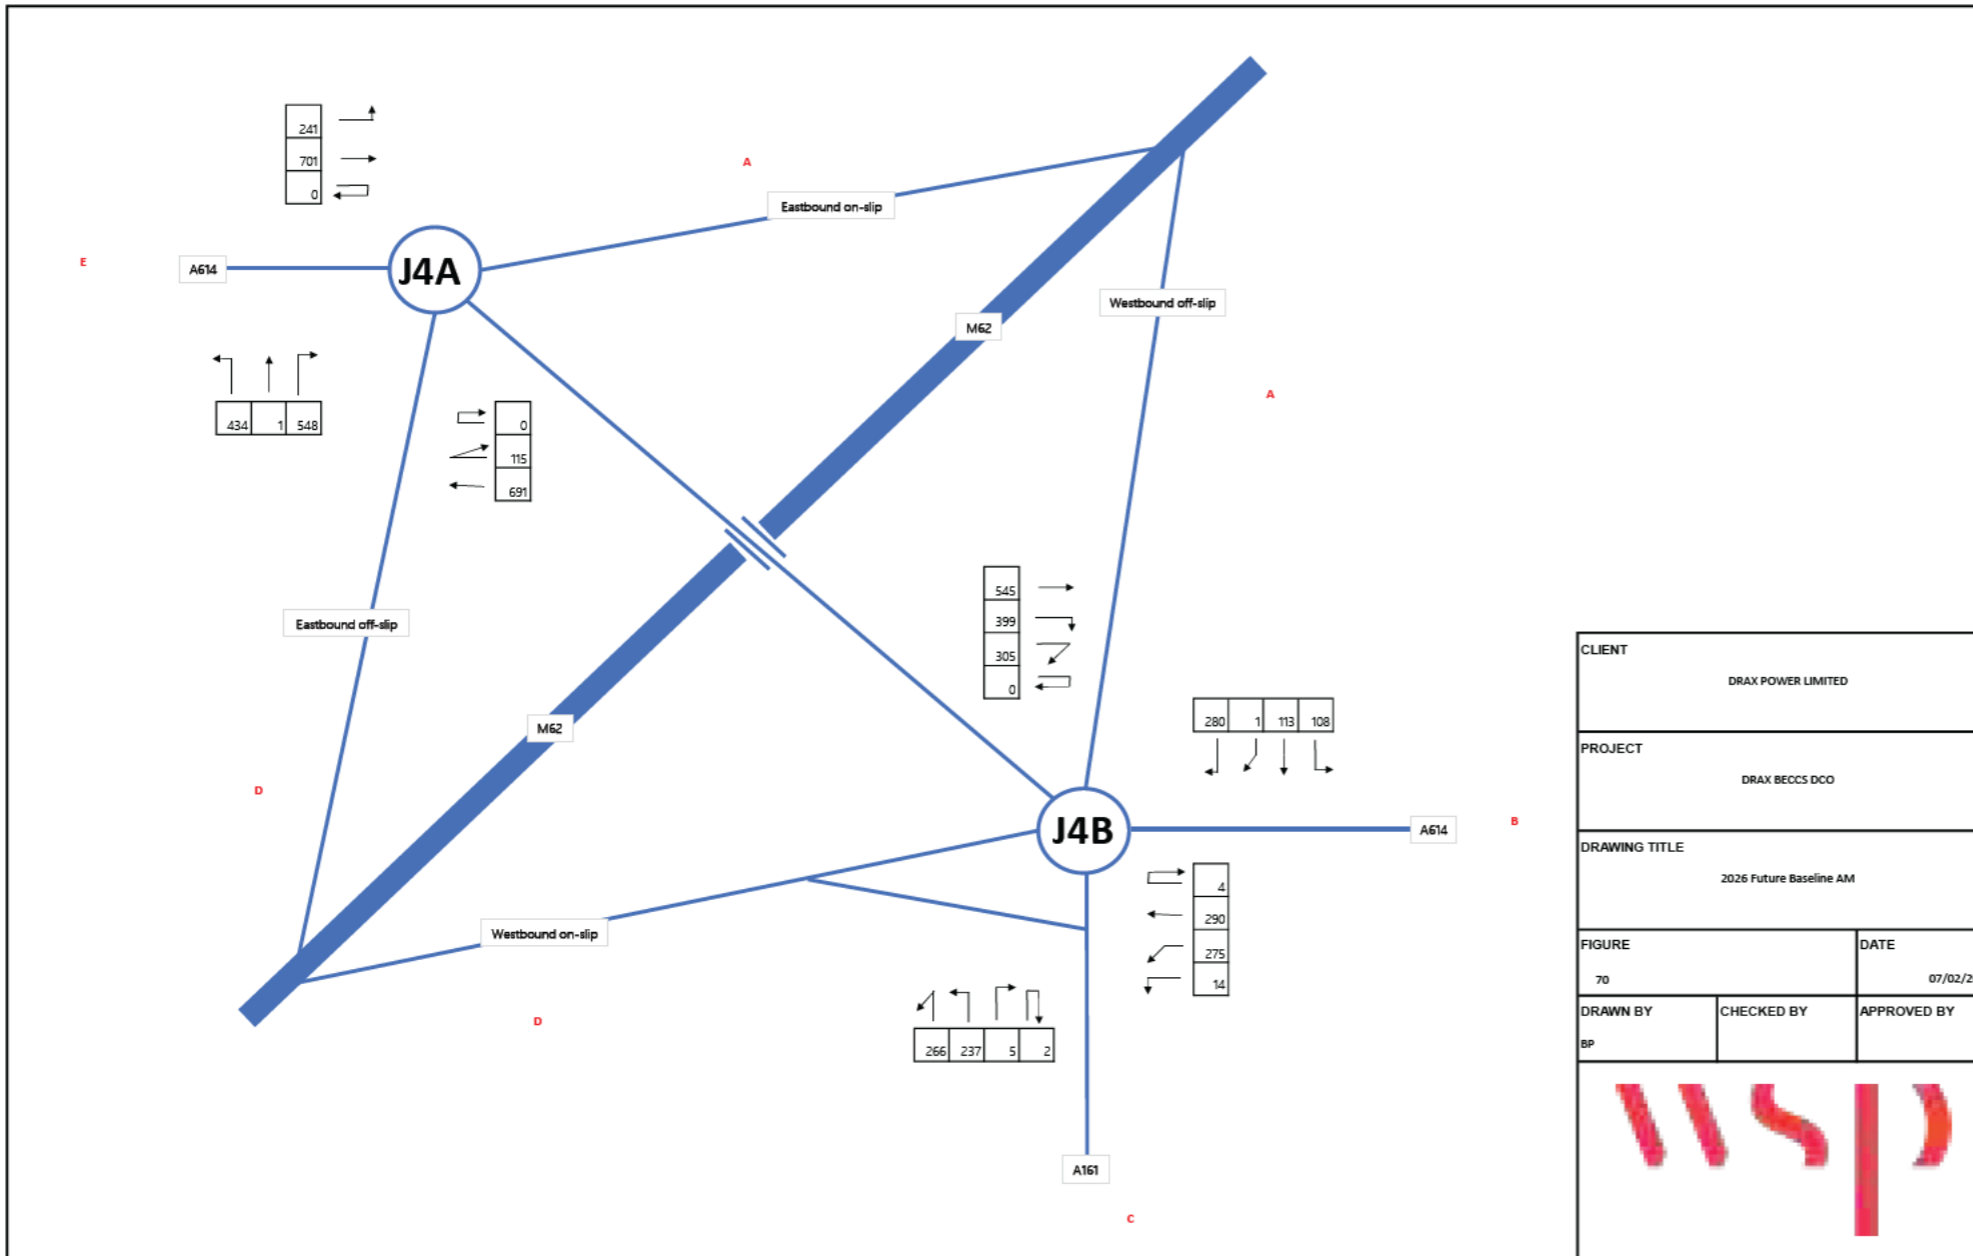 241
701
0
A
Eastbound on-slip
E
A614
J4A
Westbound off-slip
M62
A
434 1 548
0
115
691
545
399
305
0
Eastbound off-slip
M62
280 1 113 108
D
J4B
A614
B
4
290
275
14
Westbound on-slip
D
266 237 5 2
A161
C
CLIENT
DRAX POWER LIMITED
PROJECT
DRAX BECCS DCO
DRAWING TITLE
2026 Future Baseline AM
FIGURE DATE
70 07/02/2
DRAWN BY CHECKED BY APPROVED BY
BP
wsp